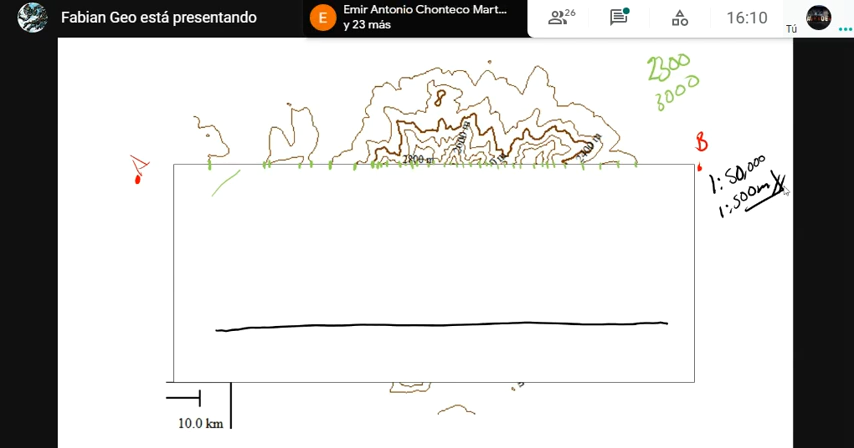 Fabian Geo está presentando
E
Emir Antonio Chonteco Mart...
y 23 más
26
16:10
Tú
2300
3000
A
B
2800 m
1:50,000
1:500m
10.0 km